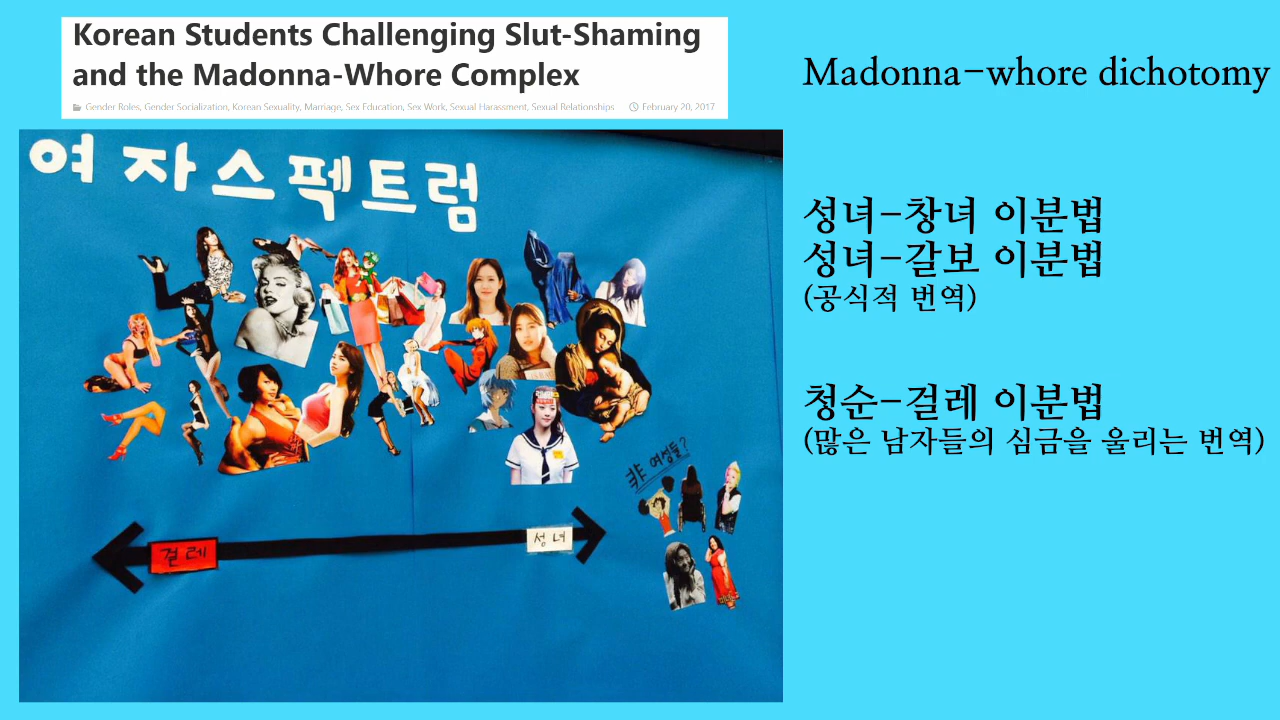 Korean Students Challenging Slut-Shaming
and the Madonna-Whore Complex
Gender Roles, Gender Socialization, Korean Sexuality, Marriage, Sex Education, Sex Work, Sexual Harassment, Sexual Relationships February 20, 2017
Madonna-whore dichotomy
여자스펙트럼
성녀-창녀 이분법
성녀-갈보 이분법
(공식적 번역)
청순-걸레 이분법
(많은 남자들의 심금을 울리는 번역)
非 여성들?
걸레
성녀